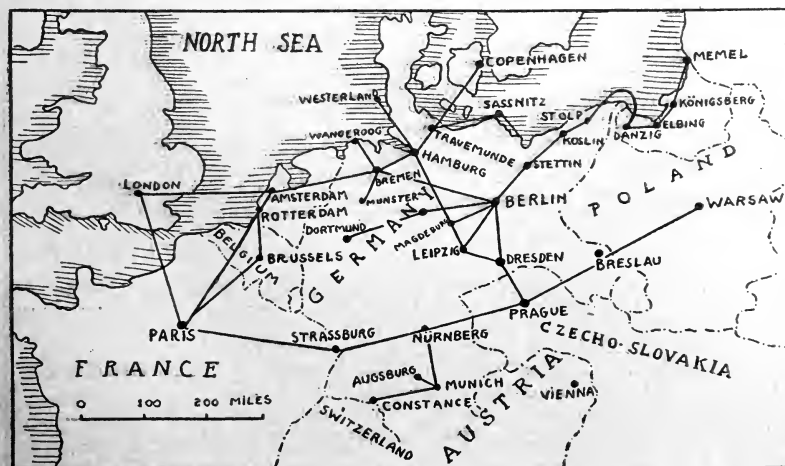 NORTH SEA
COPENHAGEN
MEMEL
WESTERLAND
SASSNITZ
KÖNIGSBERG
STOLP
WANGEROOG
TRAVEMUNDE
KOSLIN
DANZIG
ELBING
HAMBURG
STETTIN
POLAND
LONDON
BREMEN
AMSTERDAM
MUNSTER
BERLIN
WARSAW
ROTTERDAM
DORTMUND
MAGDEBURG
GERMANY
BELGIUM
BRUSSELS
LEIPZIG
DRESDEN
BRESLAU
PRAGUE
PARIS
STRASSBURG
NÜRNBERG
CZECHO-SLOVAKIA
FRANCE
AUGSBURG
MUNICH
AUSTRIA
VIENNA
CONSTANCE
SWITZERLAND
0 100 200 MILES